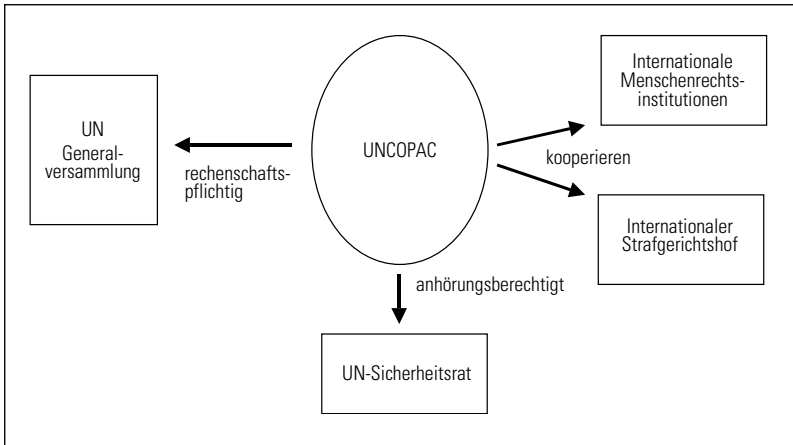 UN
General-
versammlung
rechenschafts-
pflichtig
UNCOPAC
Internationale
Menschenrechts-
institutionen
kooperieren
Internationaler
Strafgerichtshof
anhörungsberechtigt
UN-Sicherheitsrat